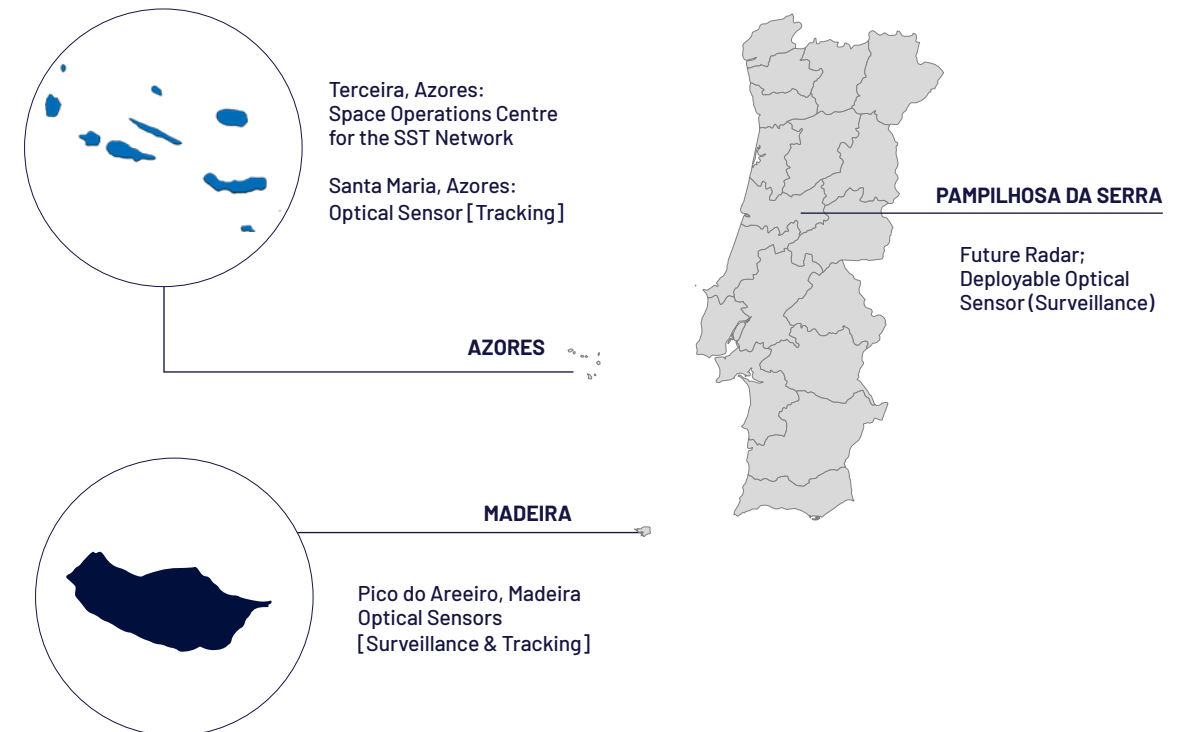 Terceira, Azores:
Space Operations Centre
for the SST Network
Santa Maria, Azores:
Optical Sensor [Tracking]
PAMPILHOSA DA SERRA
Future Radar;
Deployable Optical
Sensor (Surveillance)
AZORES
MADEIRA
Pico do Areeiro, Madeira
Optical Sensors
[Surveillance & Tracking]